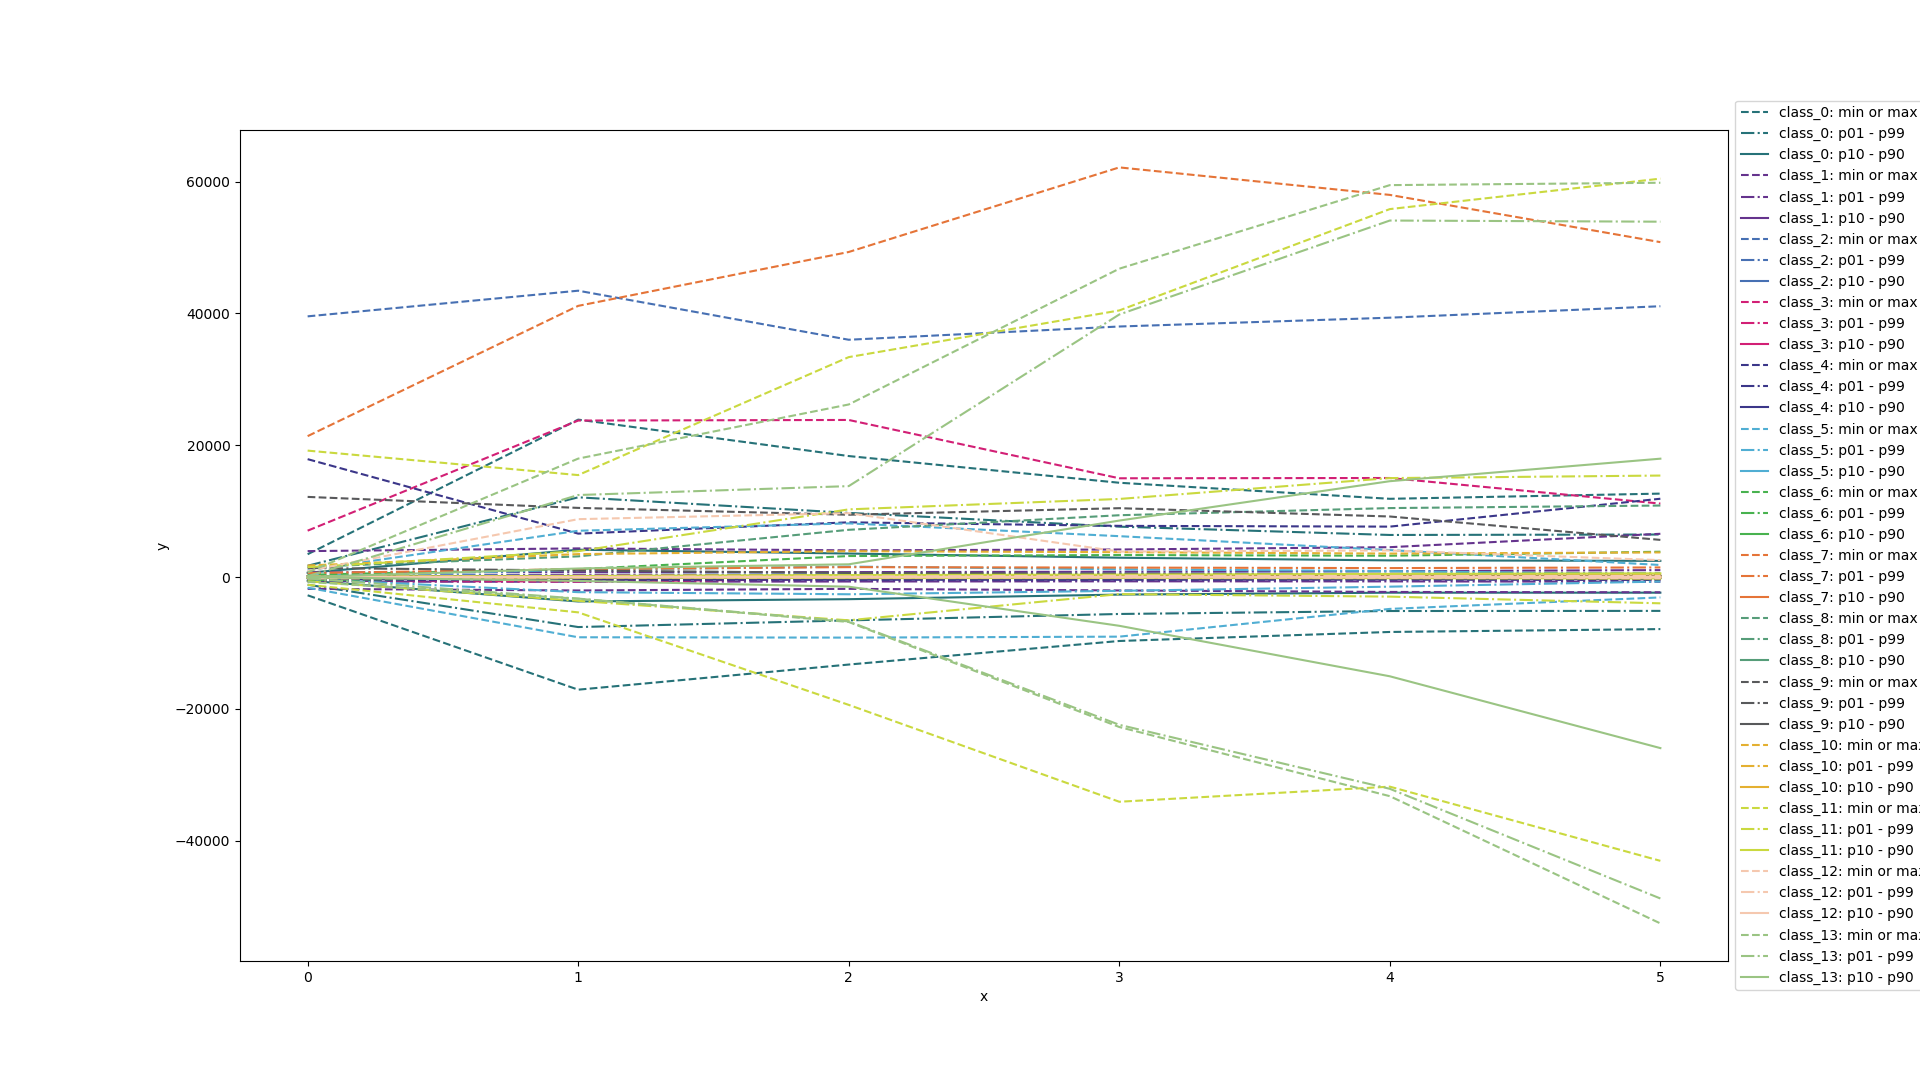 60000
40000
20000
0
−20000
−40000
y
0 1 2 3 4 5
x
class_0: min or max
class_0: p01 - p99
class_0: p10 - p90
class_1: min or max
class_1: p01 - p99
class_1: p10 - p90
class_2: min or max
class_2: p01 - p99
class_2: p10 - p90
class_3: min or max
class_3: p01 - p99
class_3: p10 - p90
class_4: min or max
class_4: p01 - p99
class_4: p10 - p90
class_5: min or max
class_5: p01 - p99
class_5: p10 - p90
class_6: min or max
class_6: p01 - p99
class_6: p10 - p90
class_7: min or max
class_7: p01 - p99
class_7: p10 - p90
class_8: min or max
class_8: p01 - p99
class_8: p10 - p90
class_9: min or max
class_9: p01 - p99
class_9: p10 - p90
class_10: min or max
class_10: p01 - p99
class_10: p10 - p90
class_11: min or max
class_11: p01 - p99
class_11: p10 - p90
class_12: min or max
class_12: p01 - p99
class_12: p10 - p90
class_13: min or max
class_13: p01 - p99
class_13: p10 - p90